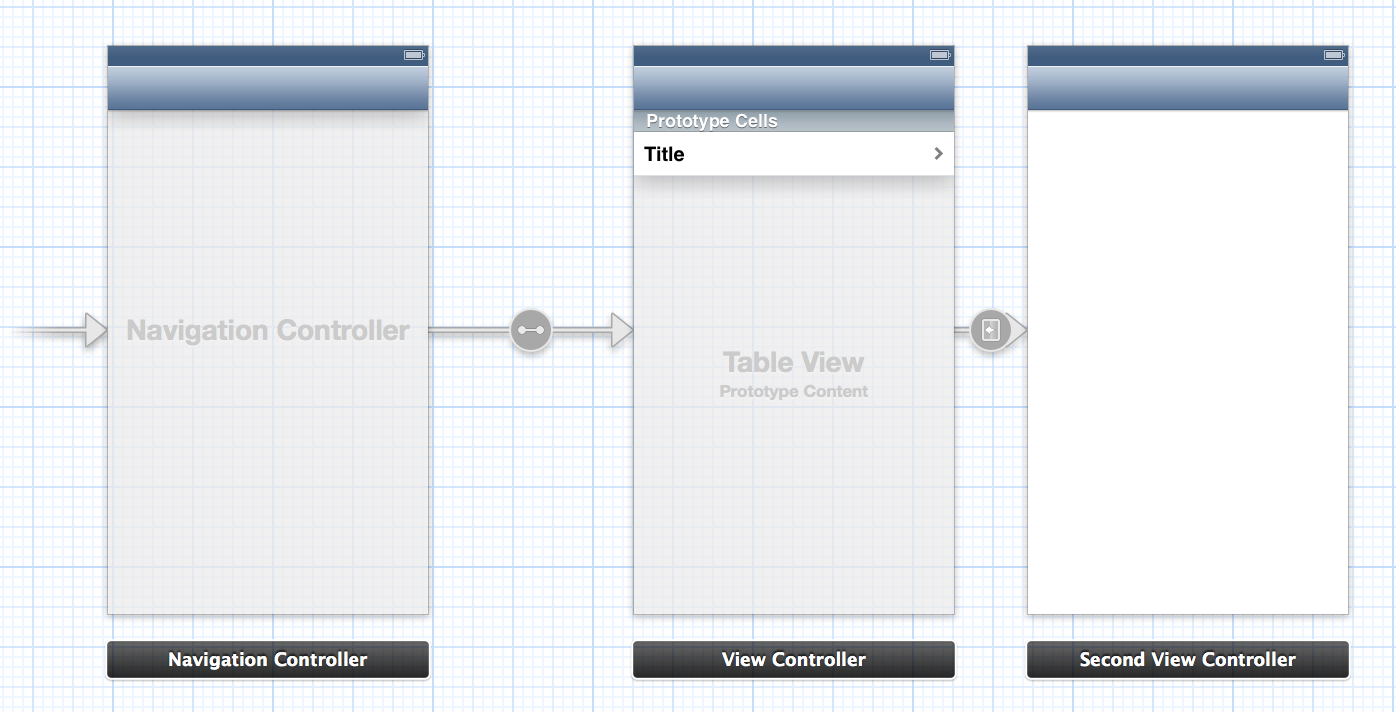 Prototype Cells
Title
Navigation Controller
Table View
Prototype Content
Navigation Controller
View Controller
Second View Controller